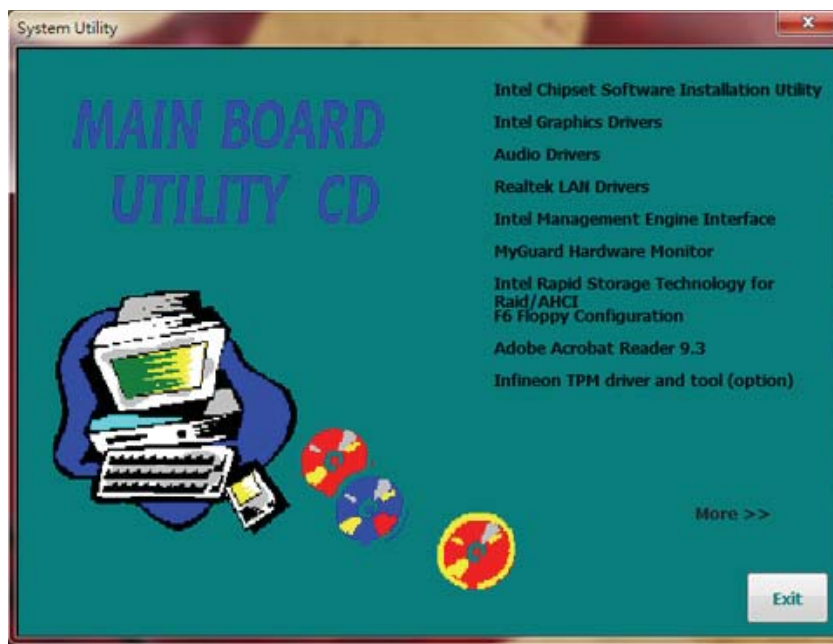 System Utility
MAIN BOARD
UTILITY CD
Intel Chipset Software Installation Utility
Intel Graphics Drivers
Audio Drivers
Realtek LAN Drivers
Intel Management Engine Interface
MyGuard Hardware Monitor
Intel Rapid Storage Technology for
Raid/AHCI
F6 Floppy Configuration
Adobe Acrobat Reader 9.3
Infineon TPM driver and tool (option)
More >>
Exit